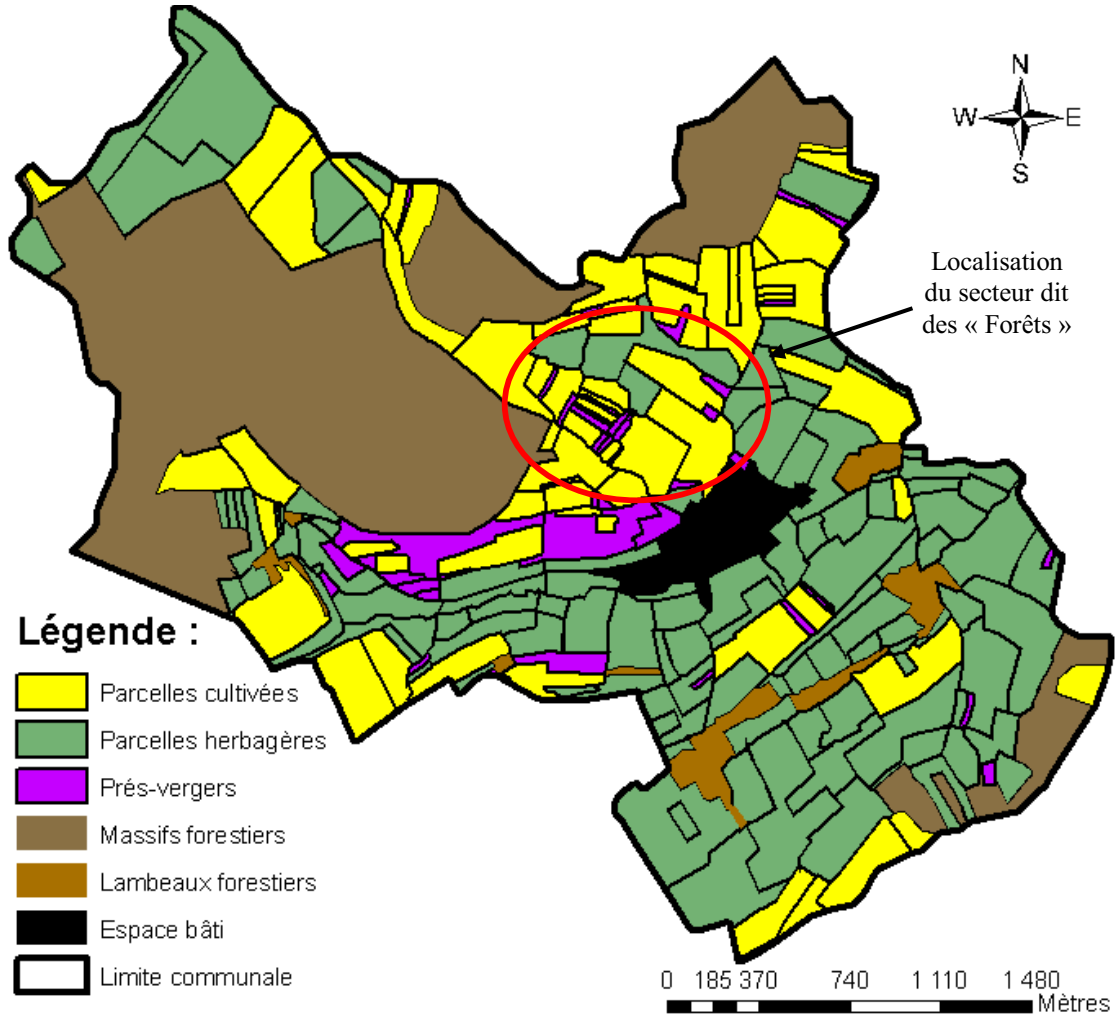 N
W E
S
Localisation
du secteur dit
des « Forêts »
Légende :
Parcelles cultivées
Parcelles herbagères
Prés-vergers
Massifs forestiers
Lambeaux forestiers
Espace bâti
Limite communale
0 185 370 740 1 110 1 480
Mètres